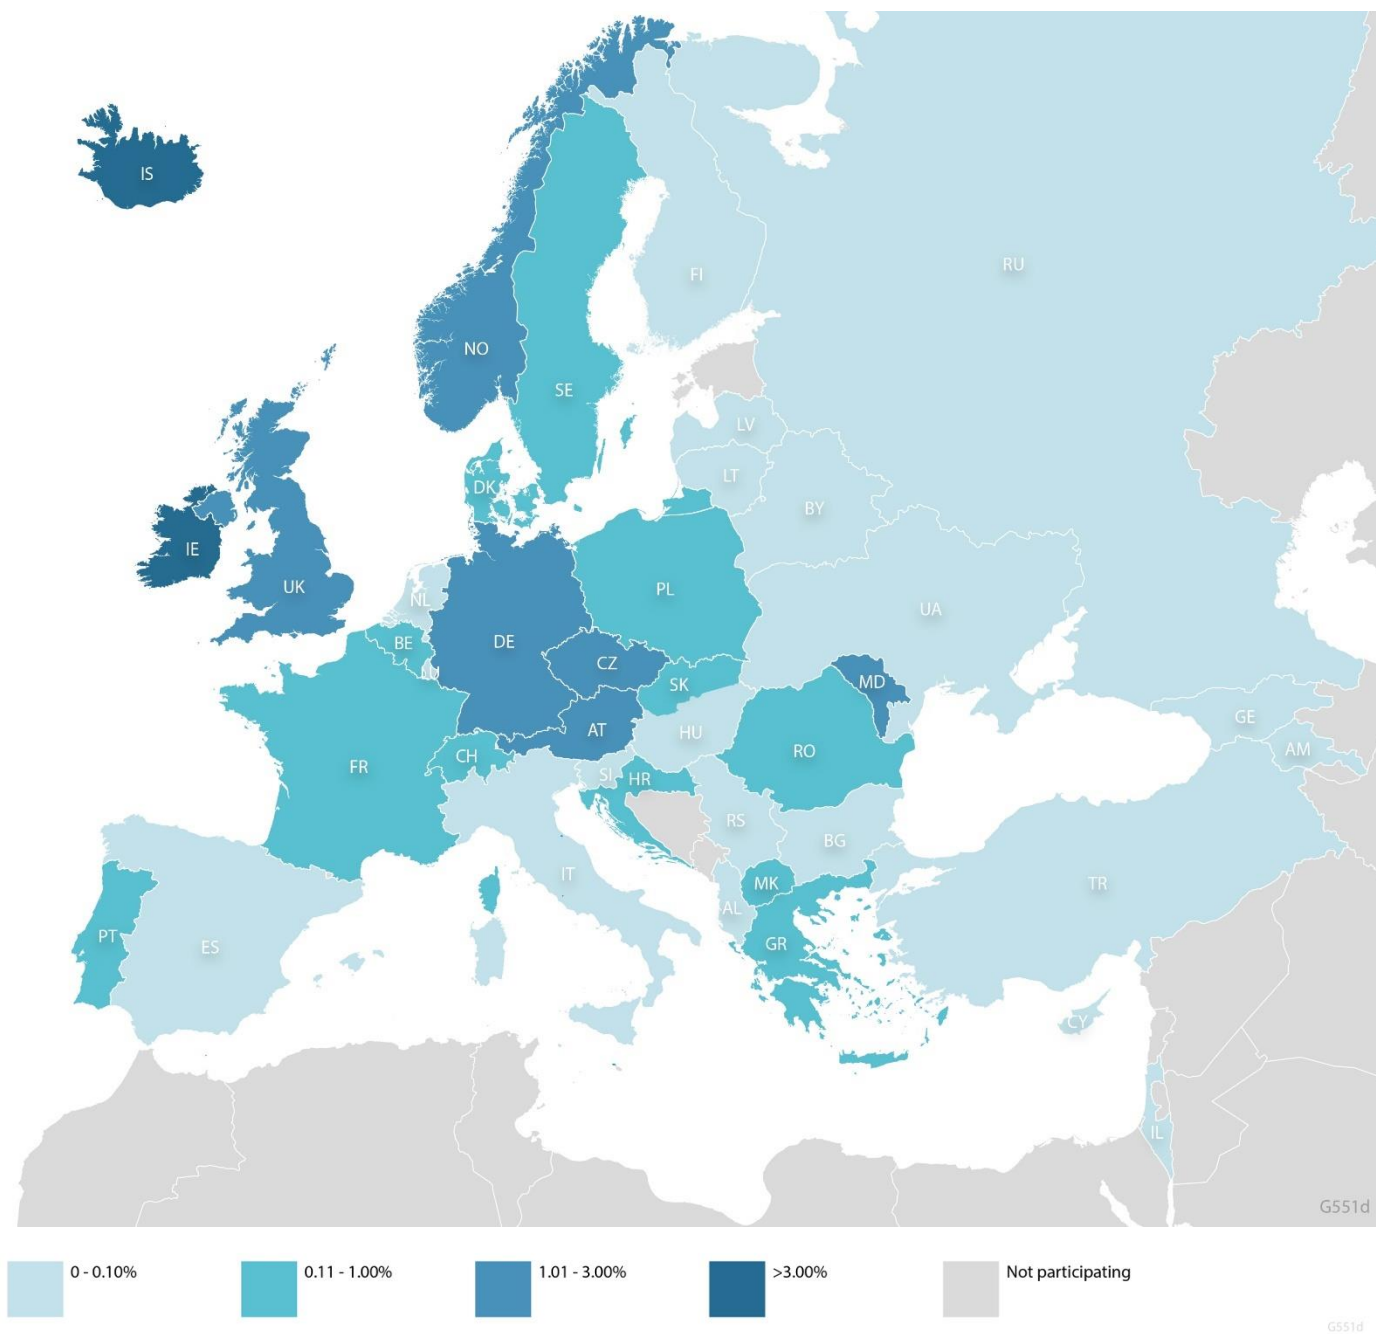 IS
FI
RU
NO
SE
LV
LT
DK
BY
IE
UK
NL
PL
UA
BE
DE
LU
CZ
SK
MD
AT
HU
GE
CH
RO
AM
FR
SI
HR
RS
BG
IT
MK
TR
AL
PT
ES
GR
CY
IL
G551d
0 - 0.10%
0.11 - 1.00%
1.01 - 3.00%
>3.00%
Not participating
G551d